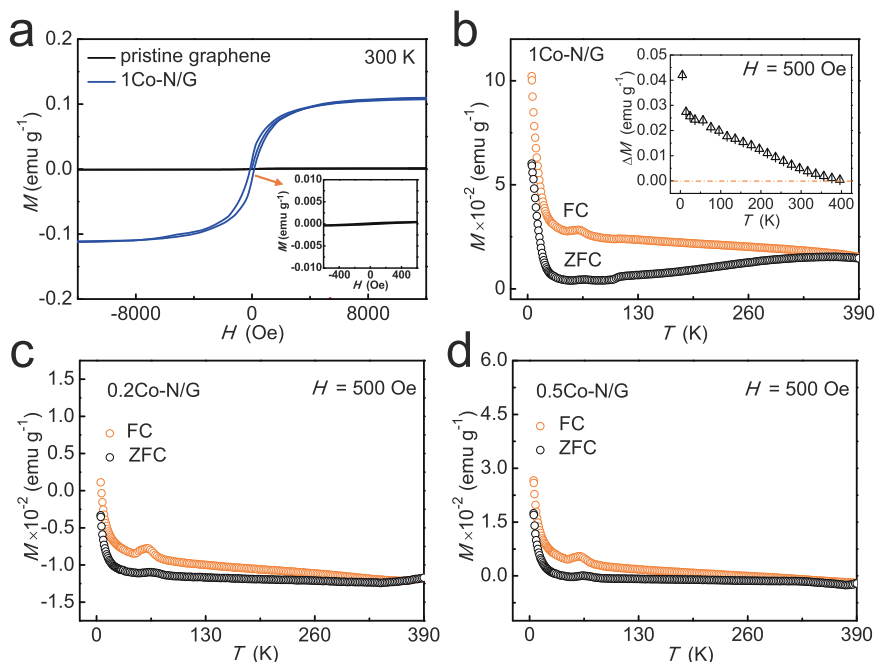 a
0.2
pristine graphene
300 K
1Co-N/G
0.1
0.0
-0.1
-0.2
M (emu g⁻¹)
-8000
0
8000
H (Oe)
0.010
0.005
0.000
-0.005
-0.010
M (emu g⁻¹)
-400
0
400
H (Oe)
b
1Co-N/G
H = 500 Oe
10
5
0
M ×10⁻² (emu g⁻¹)
FC
ZFC
0
130
260
390
T (K)
0.05
0.04
0.03
0.02
0.01
0.00
ΔM (emu g⁻¹)
0
100
200
300
400
T (K)
c
0.2Co-N/G
H = 500 Oe
FC
ZFC
1.5
1.0
0.5
0.0
-0.5
-1.0
-1.5
M ×10⁻² (emu g⁻¹)
0
130
260
390
T (K)
d
0.5Co-N/G
H = 500 Oe
FC
ZFC
6.0
4.5
3.0
1.5
0.0
M ×10⁻² (emu g⁻¹)
0
130
260
390
T (K)